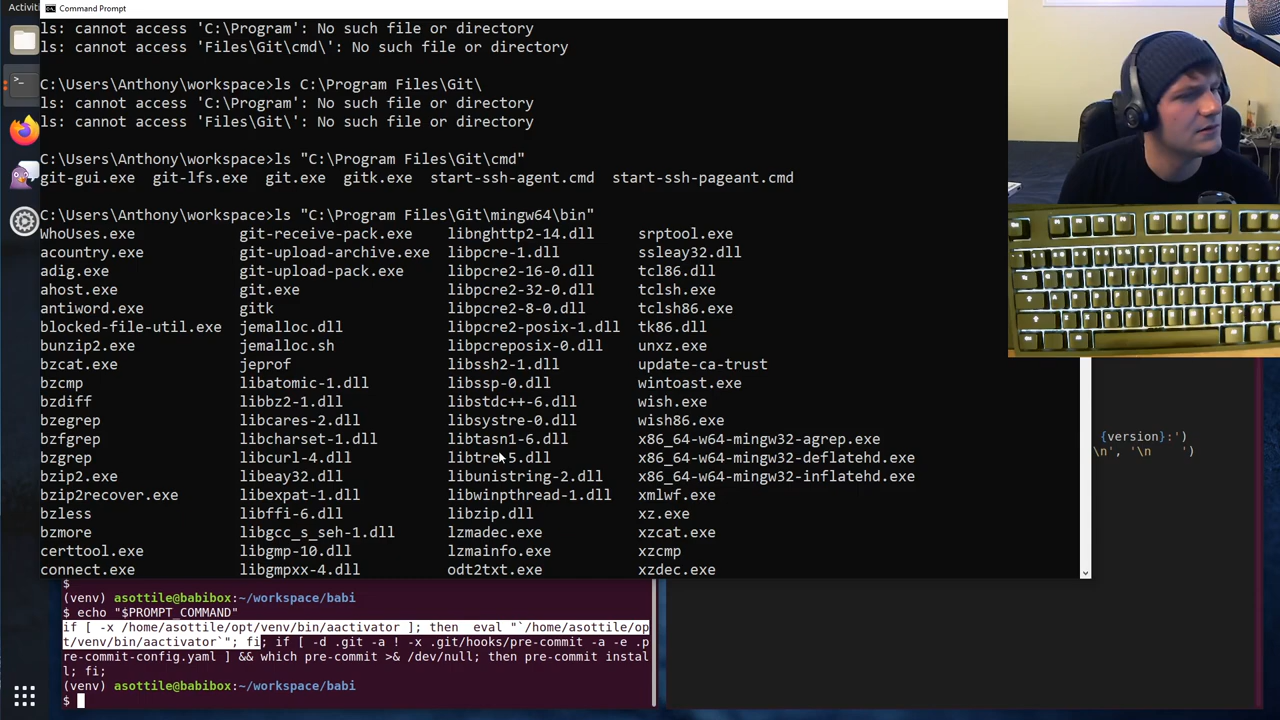 Activiti
Command Prompt
ls: cannot access 'C:\Program': No such file or directory
ls: cannot access 'Files\Git\cmd\': No such file or directory
C:\Users\Anthony\workspace>ls C:\Program Files\Git\
ls: cannot access 'C:\Program': No such file or directory
ls: cannot access 'Files\Git\': No such file or directory
C:\Users\Anthony\workspace>ls "C:\Program Files\Git\cmd"
git-gui.exe git-lfs.exe git.exe gitk.exe start-ssh-agent.cmd start-ssh-pageant.cmd
C:\Users\Anthony\workspace>ls "C:\Program Files\Git\mingw64\bin"
WhoUses.exe git-receive-pack.exe libnghttp2-14.dll srptool.exe
acountry.exe git-upload-archive.exe libpcre-1.dll ssleay32.dll
adig.exe git-upload-pack.exe libpcre2-16-0.dll tcl86.dll
ahost.exe git.exe libpcre2-32-0.dll tclsh.exe
antiword.exe gitk libpcre2-8-0.dll tclsh86.exe
blocked-file-util.exe jemalloc.dll libpcre2-posix-1.dll tk86.dll
bunzip2.exe jemalloc.sh libpcreposix-0.dll unxz.exe
bzcat.exe jeprof libssh2-1.dll update-ca-trust
bzcmp libatomic-1.dll libssp-0.dll wintoast.exe
bzdiff libbz2-1.dll libstdc++-6.dll wish.exe
bzegrep libcares-2.dll libsystre-0.dll wish86.exe
bzfgrep libcharset-1.dll libtasn1-6.dll x86_64-w64-mingw32-agrep.exe
bzgrep libcurl-4.dll libtre-5.dll x86_64-w64-mingw32-deflatehd.exe
bzip2.exe libeay32.dll libunistring-2.dll x86_64-w64-mingw32-inflatehd.exe
bzip2recover.exe libexpat-1.dll libwinpthread-1.dll xmlwf.exe
bzless libffi-6.dll libzip.dll xz.exe
bzmore libgcc_s_seh-1.dll lzmadec.exe xzcat.exe
certtool.exe libgmp-10.dll lzmainfo.exe xzcmp
connect.exe libgmpxx-4.dll odt2txt.exe xzdec.exe
{version}:')
\n', '\n    ')
$
(venv) asottile@babibox:~/workspace/babi
$ echo "$PROMPT_COMMAND"
if [ -x /home/asottile/opt/venv/bin/aactivator ]; then  eval "`/home/asottile/op
t/venv/bin/aactivator`"; fi; if [ -d .git -a ! -x .git/hooks/pre-commit -a -e .p
re-commit-config.yaml ] && which pre-commit >& /dev/null; then pre-commit instal
l; fi;
(venv) asottile@babibox:~/workspace/babi
$